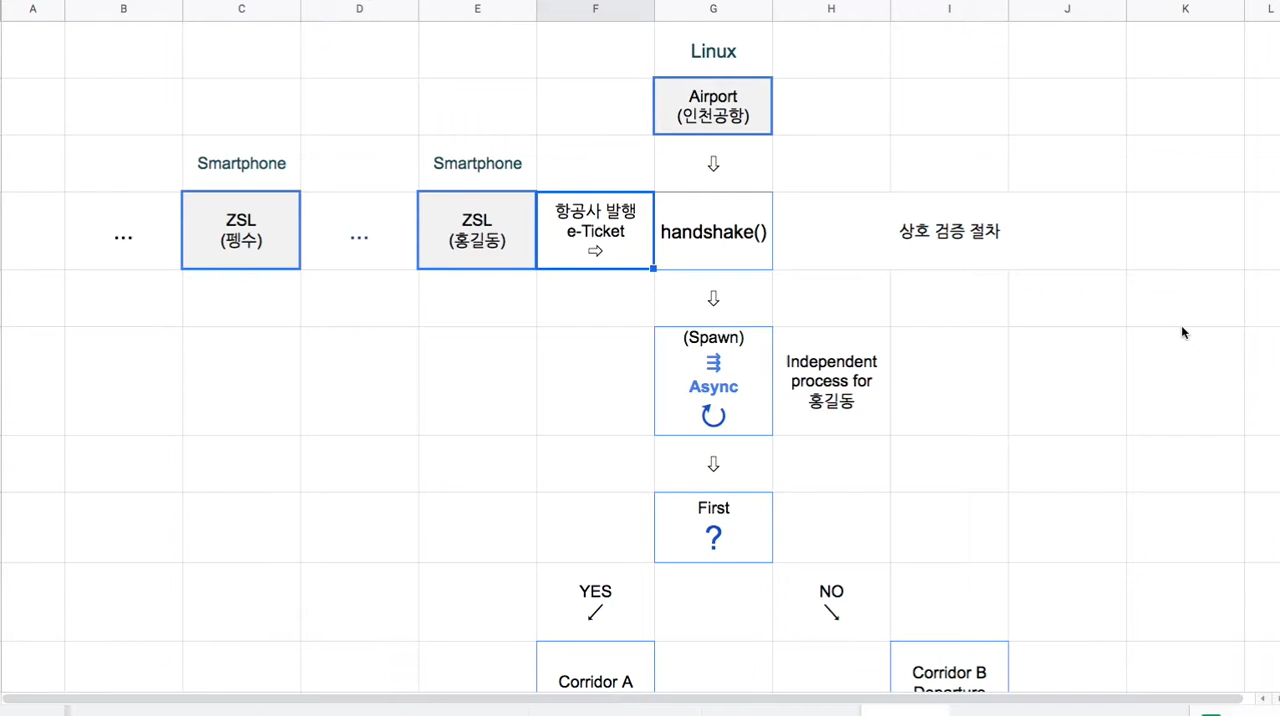 A B C D E F G H I J K L
Linux
Airport
(인천공항)
Smartphone
Smartphone
...
ZSL
(펭수)
...
ZSL
(홍길동)
항공사 발행
e-Ticket
⇨
handshake()
상호 검증 절차
(Spawn)
Async
Independent
process for
홍길동
First
?
YES
NO
Corridor A
Corridor B
Departure